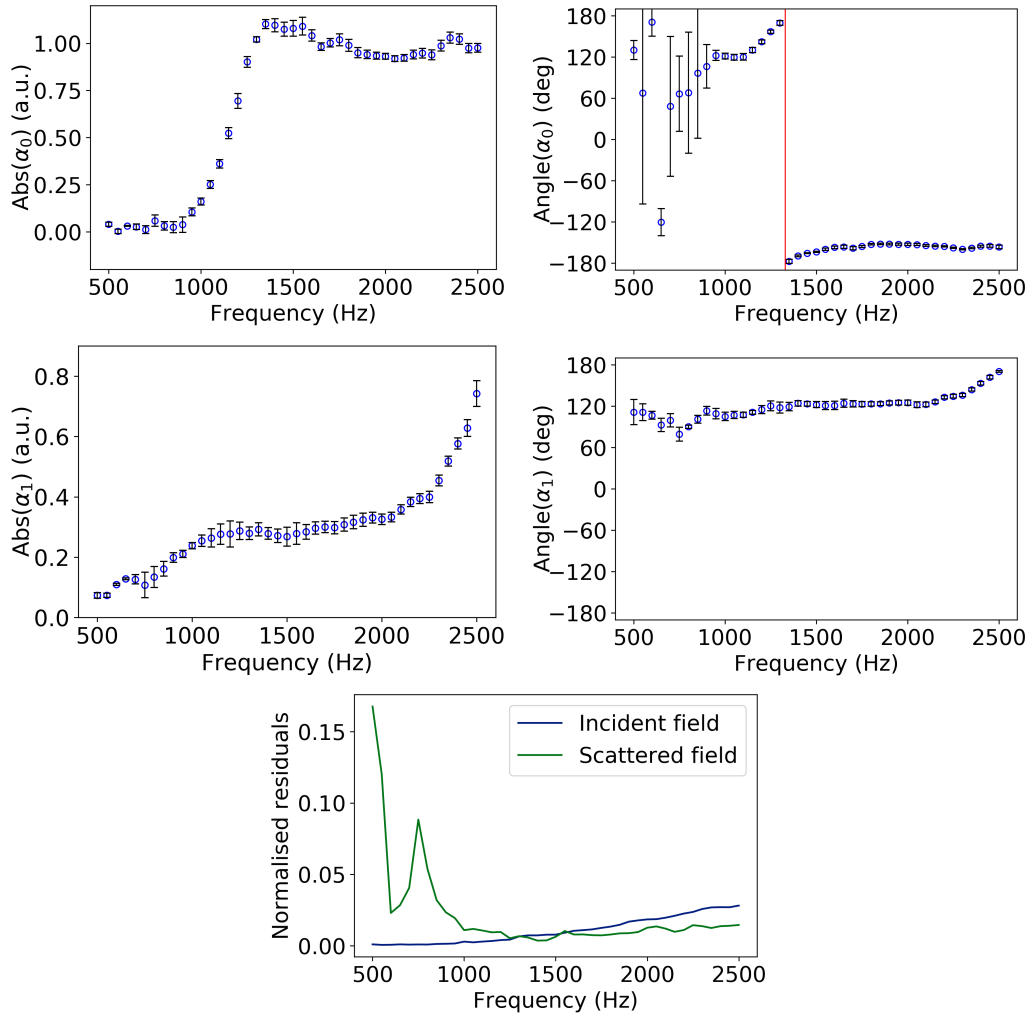 Abs(α₀) (a.u.)
1.00
0.75
0.50
0.25
0.00
500 1000 1500 2000 2500
Frequency (Hz)
Angle(α₀) (deg)
180
120
60
0
−60
−120
−180
500 1000 1500 2000 2500
Frequency (Hz)
Abs(α₁) (a.u.)
0.8
0.6
0.4
0.2
0.0
500 1000 1500 2000 2500
Frequency (Hz)
Angle(α₁) (deg)
180
120
60
0
−60
−120
−180
500 1000 1500 2000 2500
Frequency (Hz)
Normalised residuals
0.15
0.10
0.05
0.00
Incident field
Scattered field
500 1000 1500 2000 2500
Frequency (Hz)